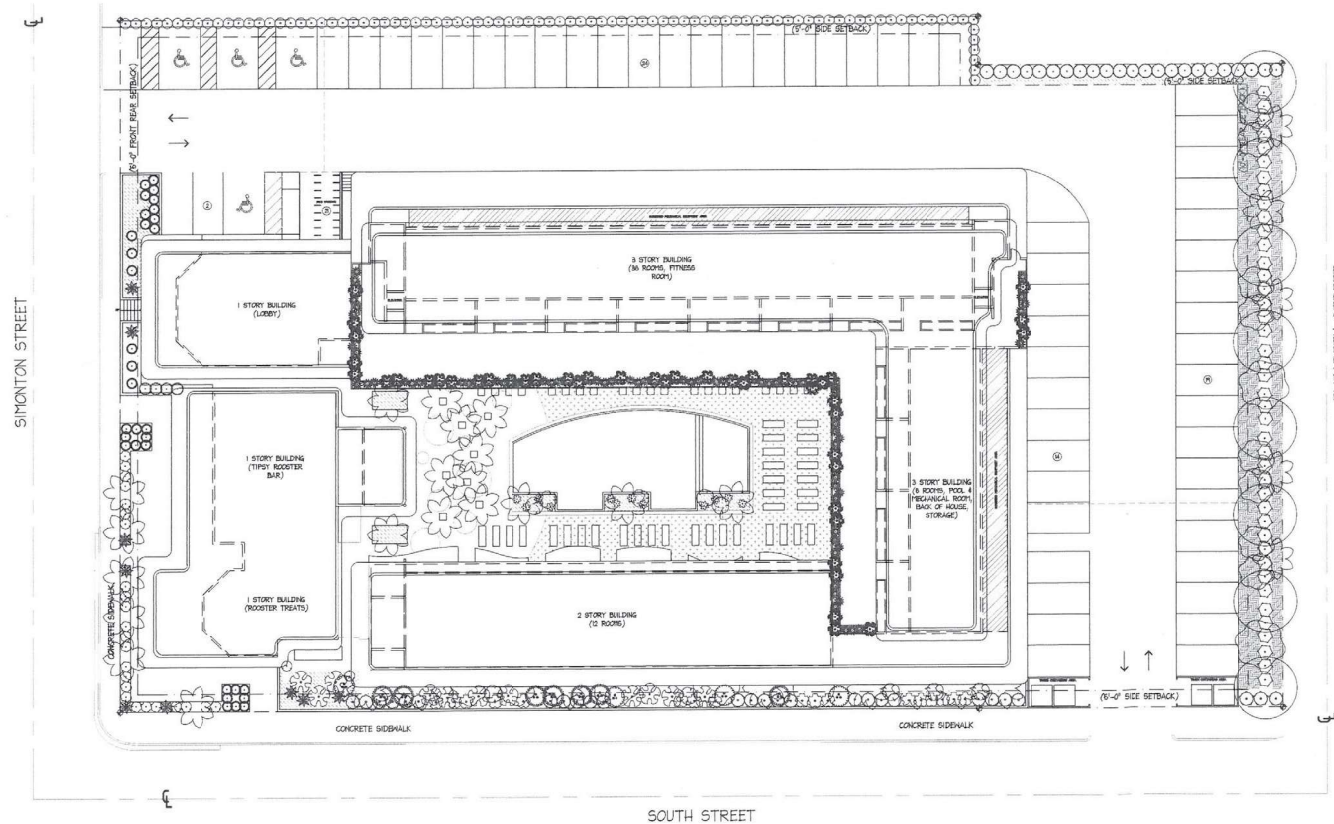 (5'-0" SIDE SETBACK)
(5'-0" SIDE SETBACK)
(5'-0" FRONT REAR SETBACK)
2
3 STORY BUILDING
(36 ROOMS, FITNESS
ROOM)
1 STORY BUILDING
(LOBBY)
SIMONTON STREET
1 STORY BUILDING
(TIPSY ROOSTER
BAR)
14
3 STORY BUILDING
(8 ROOMS, POOL &
MECHANICAL ROOM,
BACK OF HOUSE,
STORAGE)
1 STORY BUILDING
(ROOSTER TREATS)
2 STORY BUILDING
(12 ROOMS)
CONCRETE SIDEWALK
(5'-0" SIDE SETBACK)
CONCRETE SIDEWALK
CONCRETE SIDEWALK
SOUTH STREET